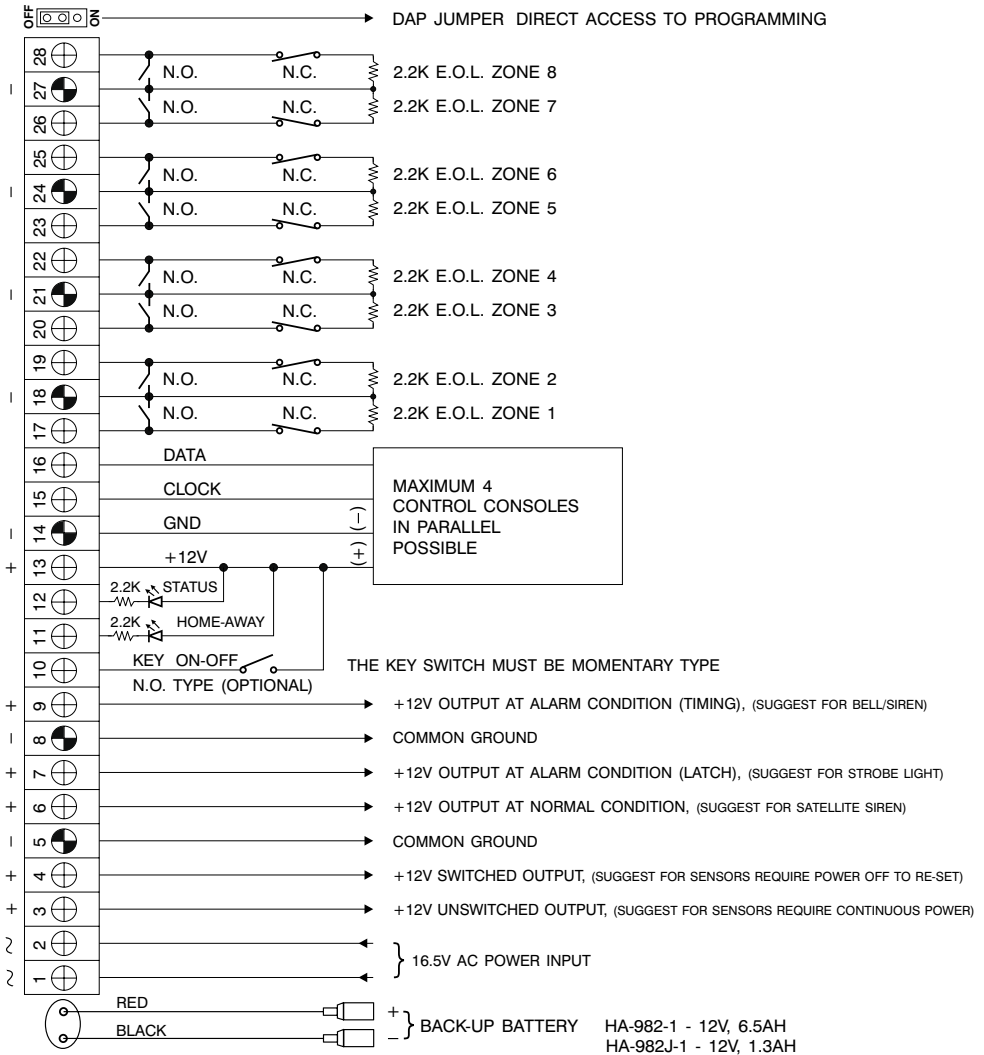 OFF ON DAP JUMPER DIRECT ACCESS TO PROGRAMMING
28
N.O. N.C. 2.2K E.O.L. ZONE 8
− 27
N.O. N.C. 2.2K E.O.L. ZONE 7
26
25
N.O. N.C. 2.2K E.O.L. ZONE 6
− 24
N.O. N.C. 2.2K E.O.L. ZONE 5
23
22
N.O. N.C. 2.2K E.O.L. ZONE 4
− 21
N.O. N.C. 2.2K E.O.L. ZONE 3
20
19
N.O. N.C. 2.2K E.O.L. ZONE 2
− 18
N.O. N.C. 2.2K E.O.L. ZONE 1
17
16 DATA
15 CLOCK
− 14 GND (−)
+ 13 +12V (+)
MAXIMUM 4
CONTROL CONSOLES
IN PARALLEL
POSSIBLE
12 2.2K STATUS
11 2.2K HOME-AWAY
10 KEY ON-OFF THE KEY SWITCH MUST BE MOMENTARY TYPE
N.O. TYPE (OPTIONAL)
+ 9 +12V OUTPUT AT ALARM CONDITION (TIMING), (SUGGEST FOR BELL/SIREN)
− 8 COMMON GROUND
+ 7 +12V OUTPUT AT ALARM CONDITION (LATCH), (SUGGEST FOR STROBE LIGHT)
+ 6 +12V OUTPUT AT NORMAL CONDITION, (SUGGEST FOR SATELLITE SIREN)
− 5 COMMON GROUND
+ 4 +12V SWITCHED OUTPUT, (SUGGEST FOR SENSORS REQUIRE POWER OFF TO RE-SET)
+ 3 +12V UNSWITCHED OUTPUT, (SUGGEST FOR SENSORS REQUIRE CONTINUOUS POWER)
~ 2
16.5V AC POWER INPUT
~ 1
RED +
BLACK −
BACK-UP BATTERY HA-982-1 - 12V, 6.5AH
HA-982J-1 - 12V, 1.3AH